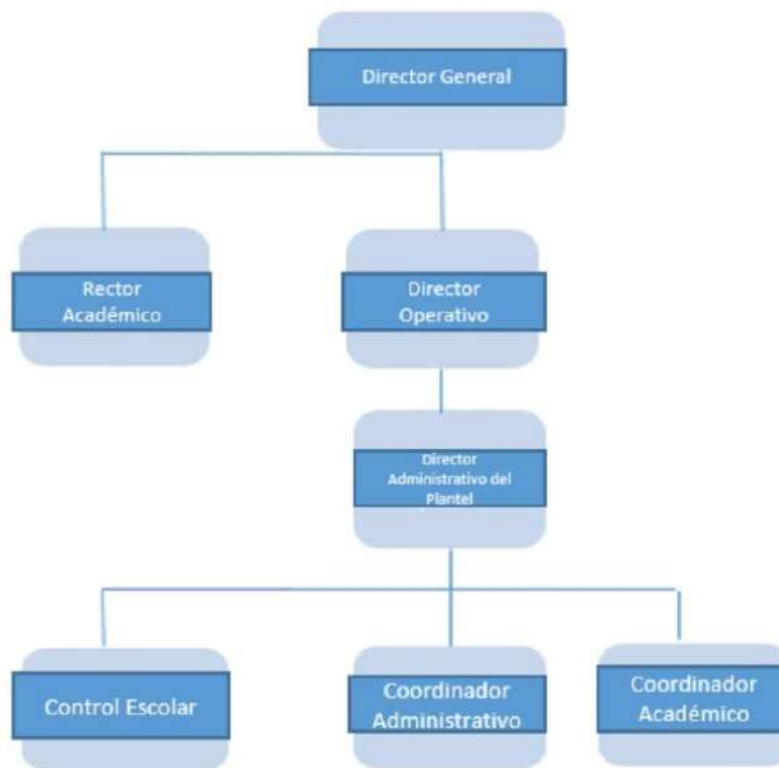 Director General
Rector
Académico
Director
Operativo
Director
Administrativo del
Plantel
Control Escolar
Coordinador
Administrativo
Coordinador
Académico